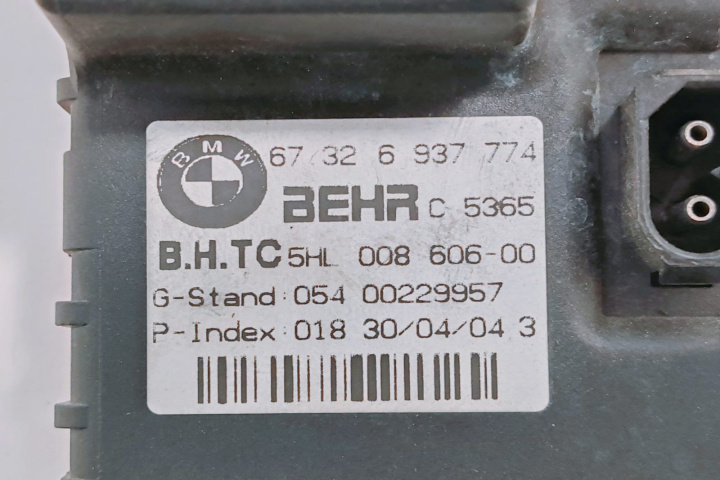 BMW 67 32 6 937 774
BEHR C 5365
B.H.TC 5HL 008 606-00
G-Stand:054 00229957
P-Index:018 30/04/04 3